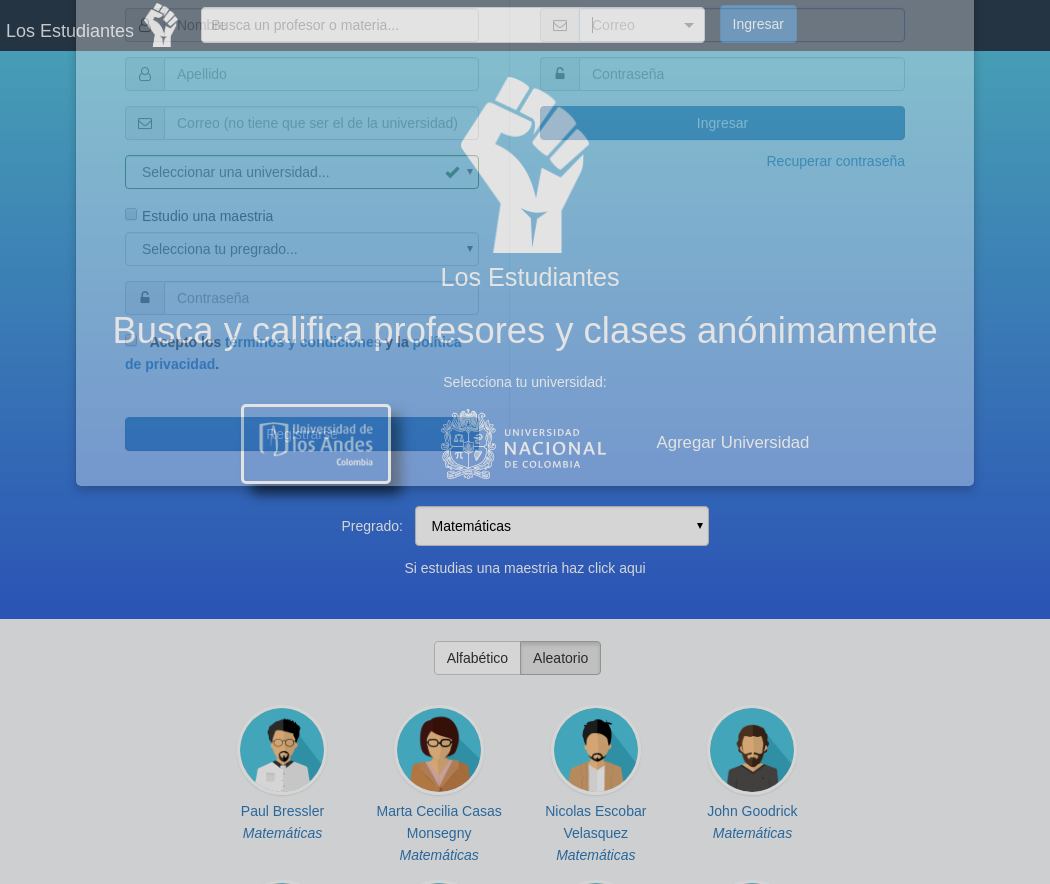 Los Estudiantes
Nombre
Busca un profesor o materia...
Correo
Ingresar
Apellido
Contraseña
Correo (no tiene que ser el de la universidad)
Ingresar
Seleccionar una universidad...
Recuperar contraseña
Estudio una maestria
Selecciona tu pregrado...
Los Estudiantes
Contraseña
Busca y califica profesores y clases anónimamente
Acepto los términos y condiciones y la política
de privacidad.
Selecciona tu universidad:
Registrarse
Universidad de
los Andes
Colombia
UNIVERSIDAD
NACIONAL
DE COLOMBIA
Agregar Universidad
Pregrado:
Matemáticas
Si estudias una maestria haz click aqui
Alfabético
Aleatorio
Paul Bressler
Matemáticas
Marta Cecilia Casas
Monsegny
Matemáticas
Nicolas Escobar
Velasquez
Matemáticas
John Goodrick
Matemáticas